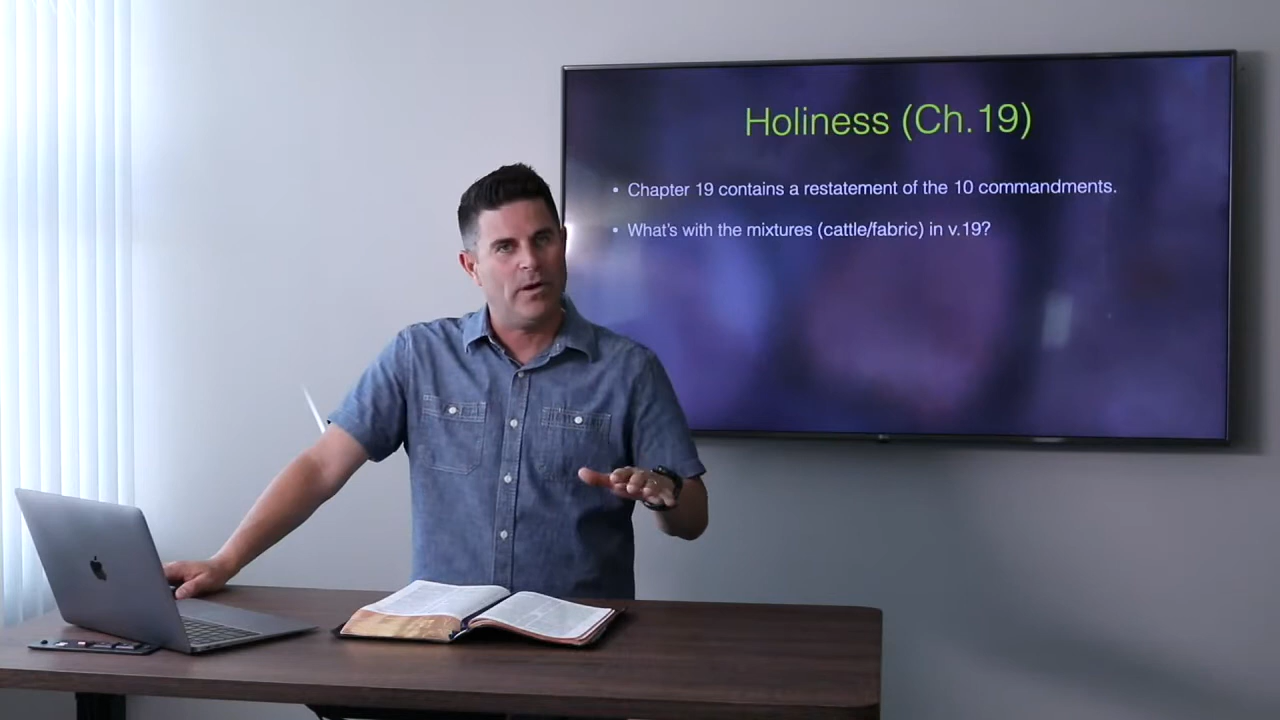 Holiness (Ch.19)
• Chapter 19 contains a restatement of the 10 commandments.
• What's with the mixtures (cattle/fabric) in v.19?